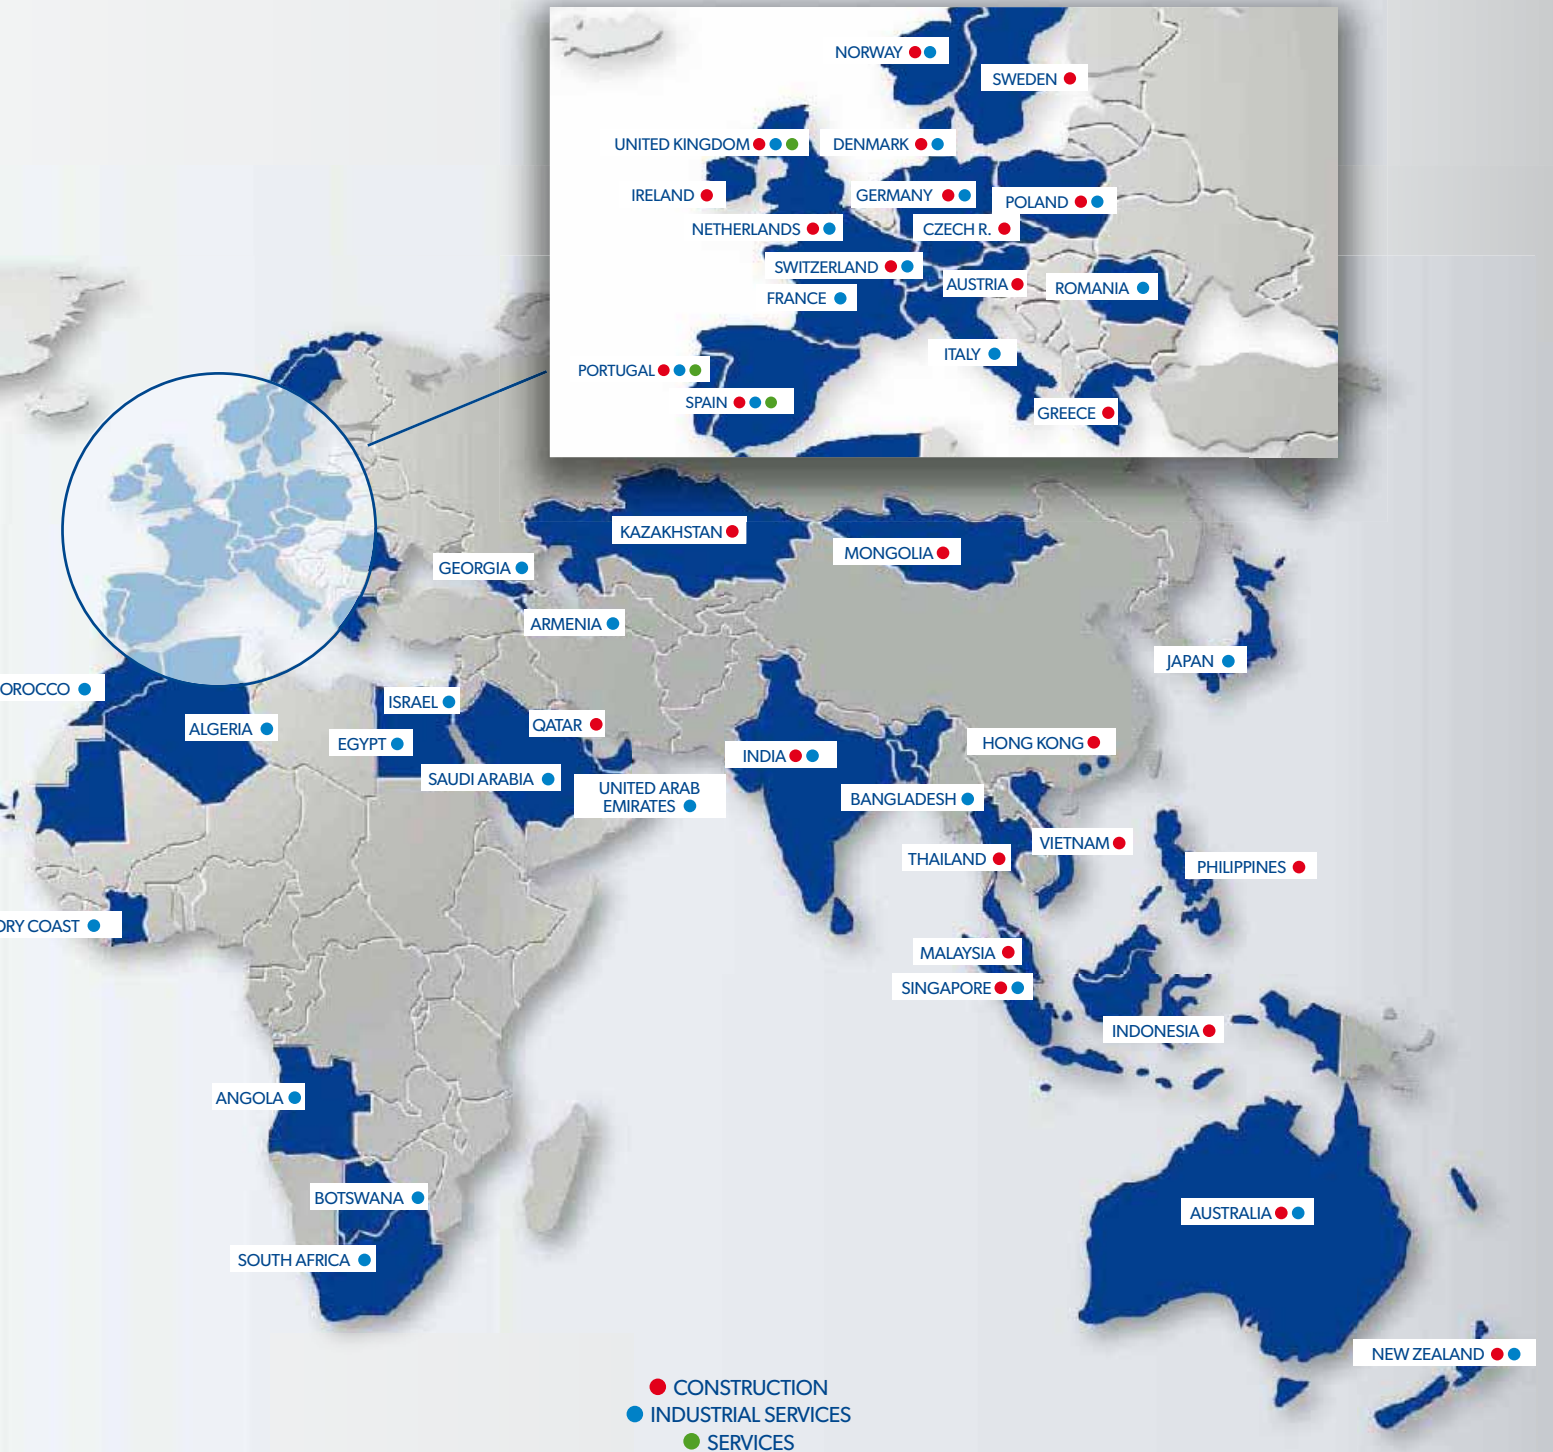 NORWAY
SWEDEN
UNITED KINGDOM
DENMARK
IRELAND
GERMANY
POLAND
NETHERLANDS
CZECH R.
SWITZERLAND
AUSTRIA
ROMANIA
FRANCE
ITALY
PORTUGAL
SPAIN
GREECE
KAZAKHSTAN
MONGOLIA
GEORGIA
ARMENIA
JAPAN
OROCCO
ISRAEL
ALGERIA
QATAR
EGYPT
HONG KONG
INDIA
SAUDI ARABIA
UNITED ARAB
EMIRATES
BANGLADESH
VIETNAM
THAILAND
PHILIPPINES
ORY COAST
MALAYSIA
SINGAPORE
INDONESIA
ANGOLA
BOTSWANA
AUSTRALIA
SOUTH AFRICA
NEW ZEALAND
CONSTRUCTION
INDUSTRIAL SERVICES
SERVICES